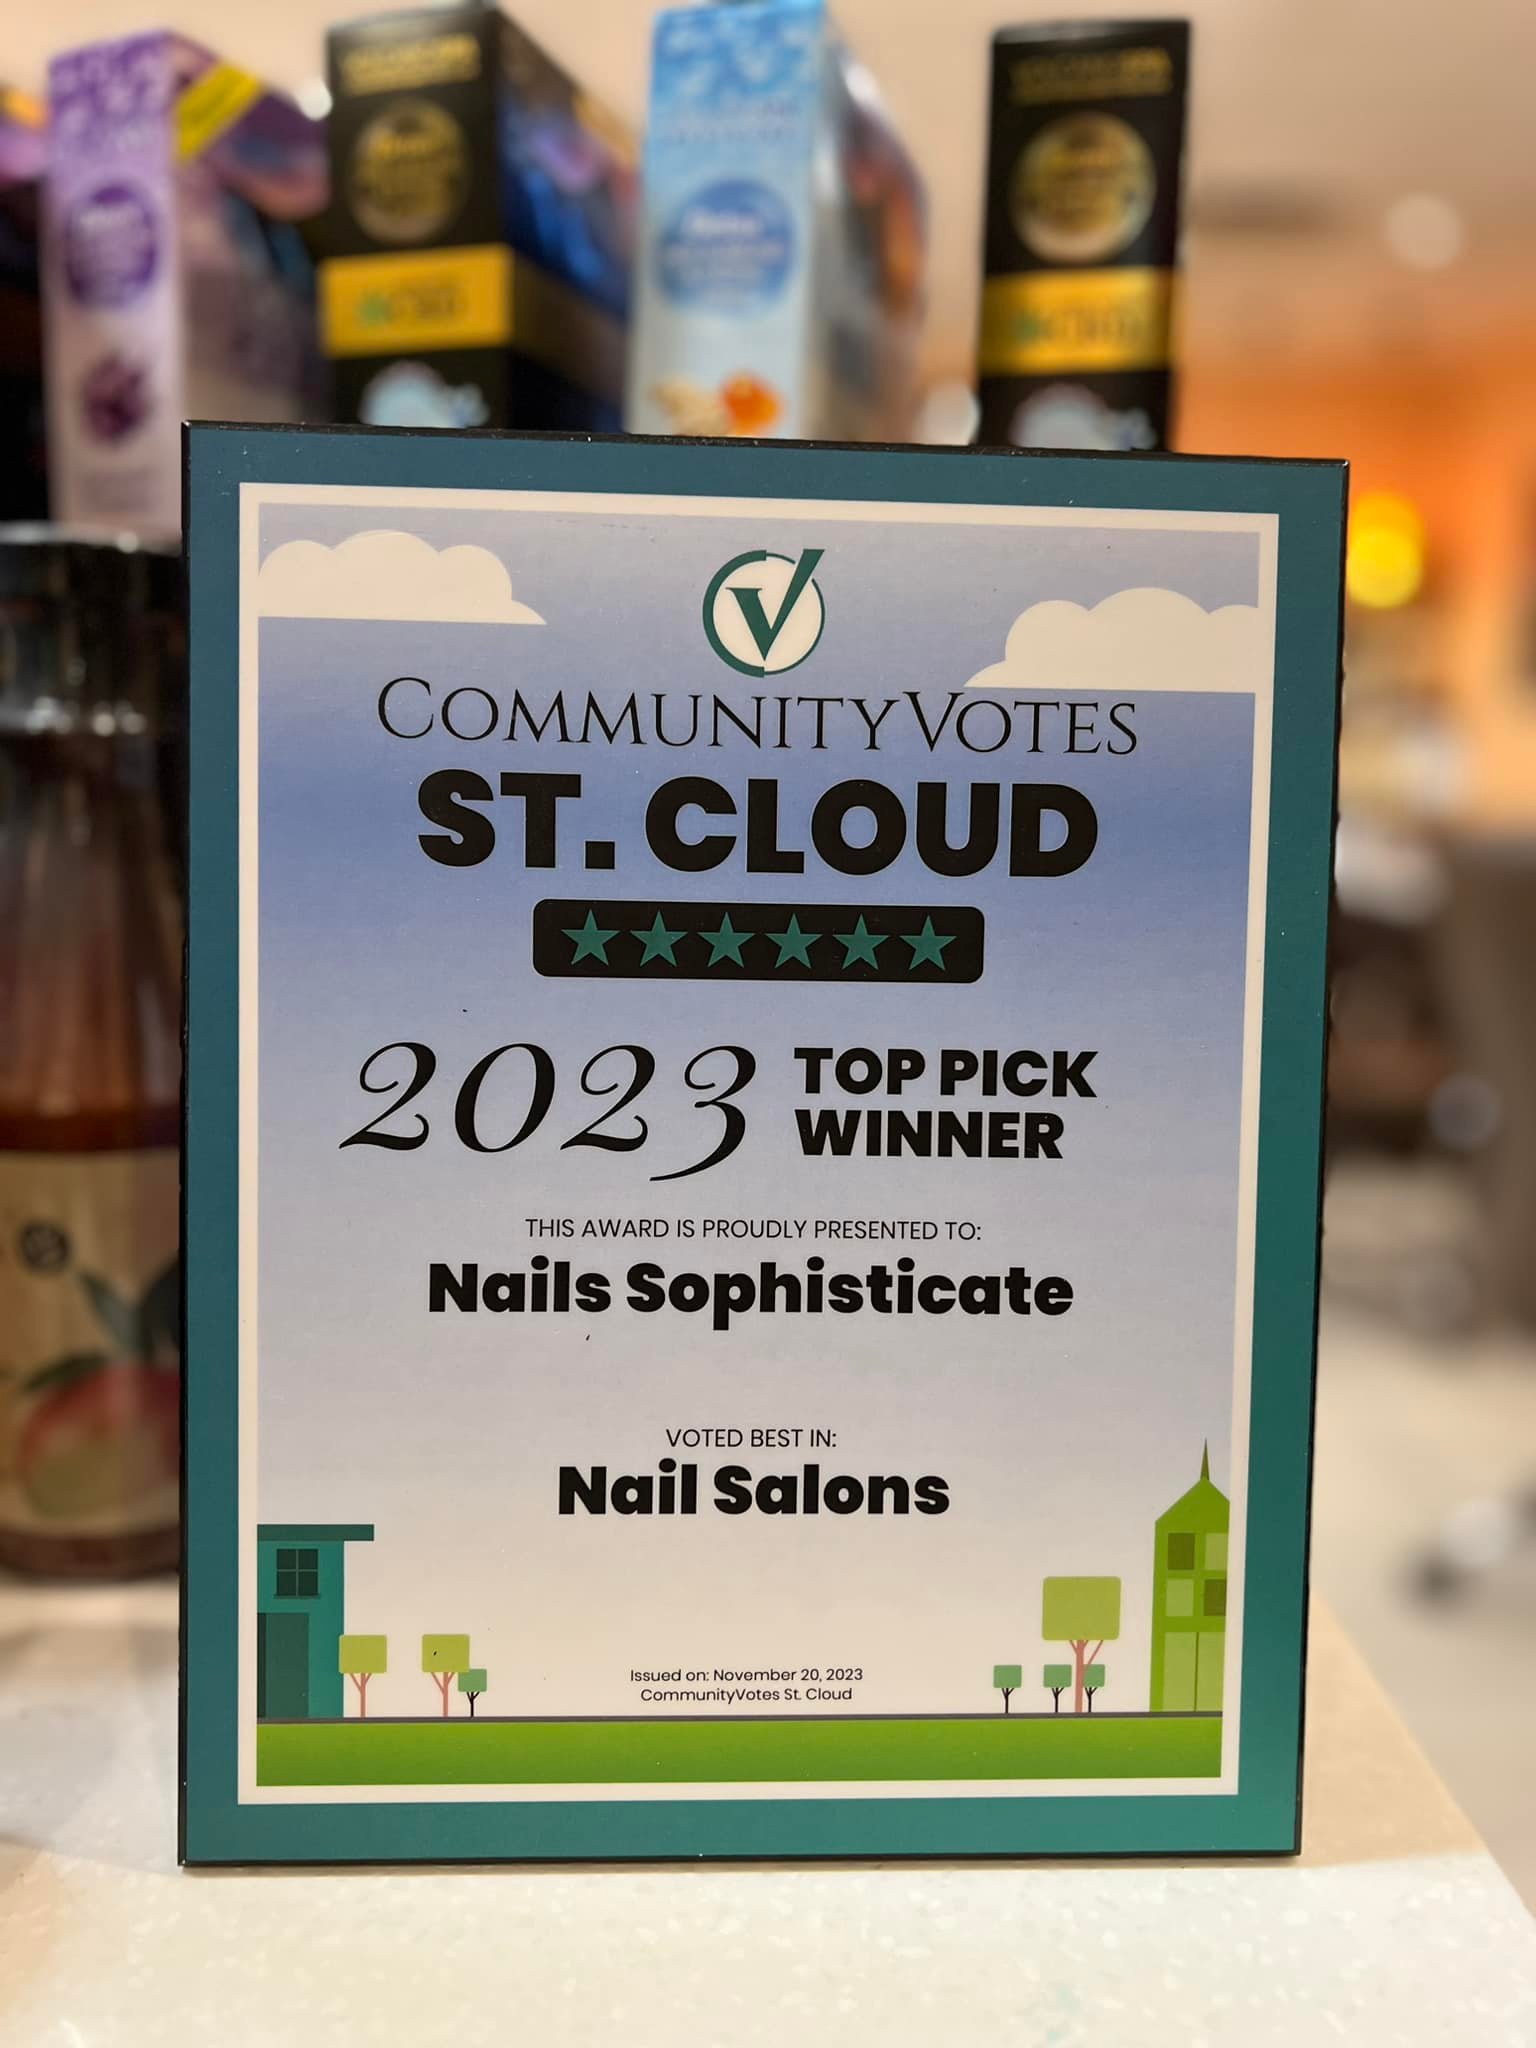 COMMUNITYVOTES
ST. CLOUD
2023 TOP PICK
WINNER
THIS AWARD IS PROUDLY PRESENTED TO:
Nails Sophisticate
VOTED BEST IN:
Nail Salons
Issued on: November 20, 2023
CommunityVotes St. Cloud